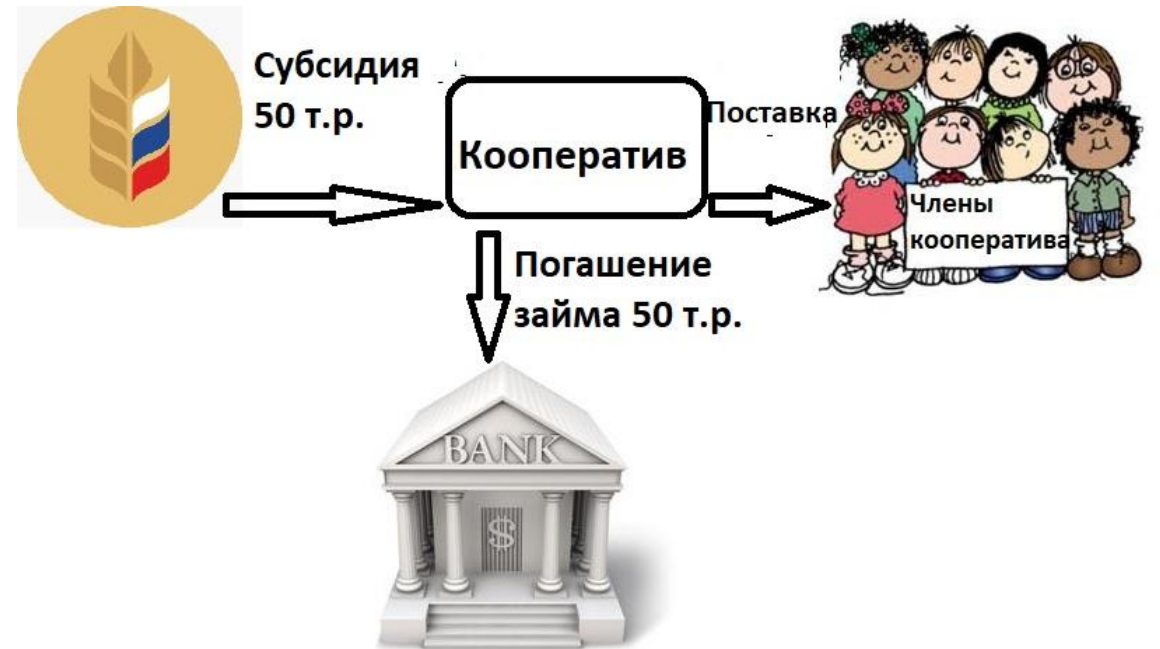 Субсидия
50 т.р.
Кооператив
Поставка
Члены
кооператива
Погашение
займа 50 т.р.
BANK
$